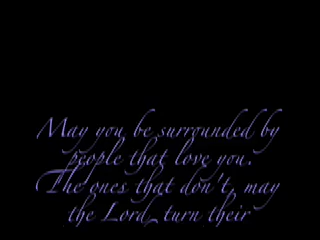 May you be surrounded by
people that love you.
The ones that don't, may
the Lord, turn their